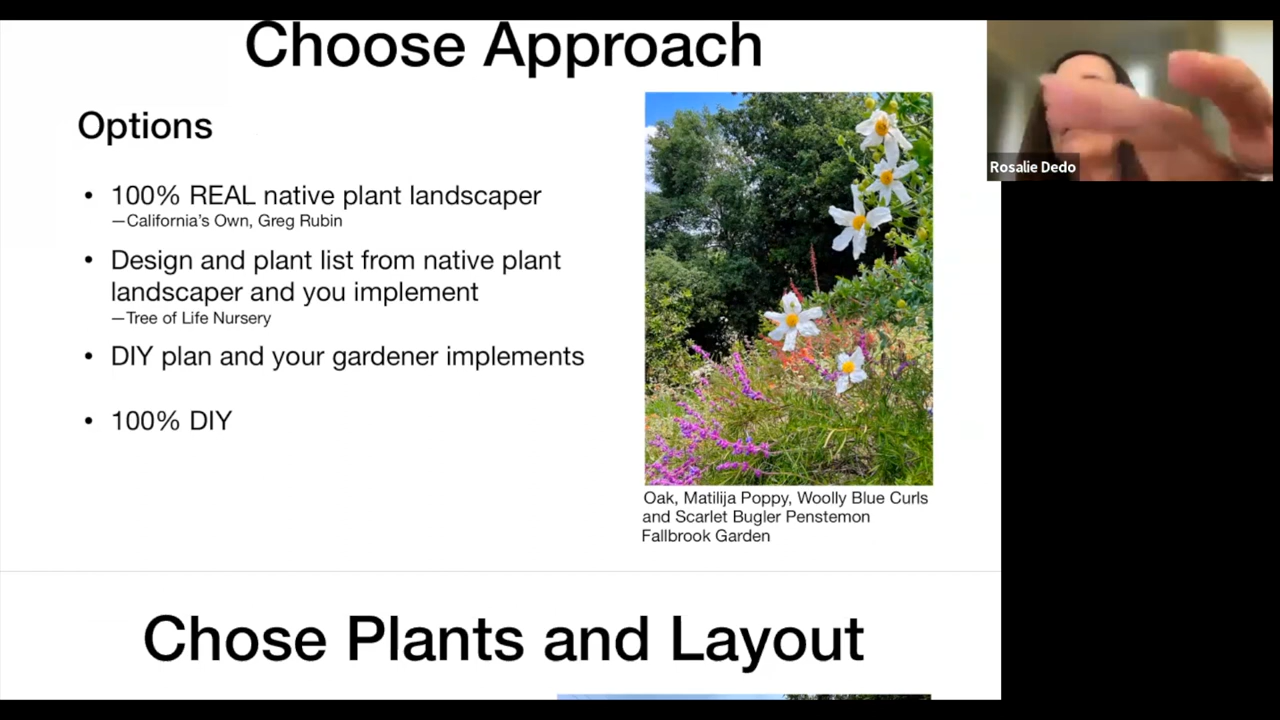 Choose Approach
Options
• 100% REAL native plant landscaper
—California's Own, Greg Rubin
• Design and plant list from native plant
landscaper and you implement
—Tree of Life Nursery
• DIY plan and your gardener implements
• 100% DIY
Oak, Matilija Poppy, Woolly Blue Curls
and Scarlet Bugler Penstemon
Fallbrook Garden
Chose Plants and Layout
Rosalie Dedo